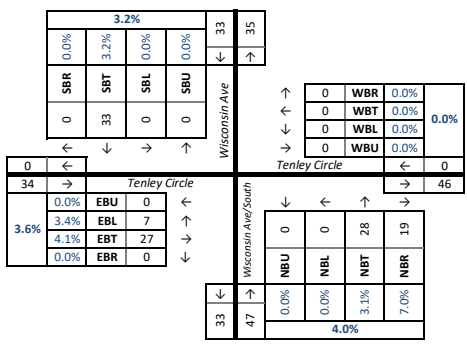 3.2%
33 35
0.0% 3.2% 0.0% 0.0%
↓ ↑
SBR SBT SBL SBU
Wisconsin Ave
0 33 0 0
↑ 0 WBR 0.0%
← 0 WBT 0.0%
↓ 0 WBL 0.0%
→ 0 WBU 0.0%
0.0%
← ↓ → ↑
Tenley Circle
0 ←
← 0
34 →
Tenley Circle
→ 46
3.6%
0.0% EBU 0 ←
3.4% EBL 7 ↑
4.1% EBT 27 →
0.0% EBR 0 ↓
Wisconsin Ave/South
↓ ← ↑ →
0 0 28 19
NBU NBL NBT NBR
↓ ↑
0.0% 0.0% 3.1% 7.0%
33 47
4.0%